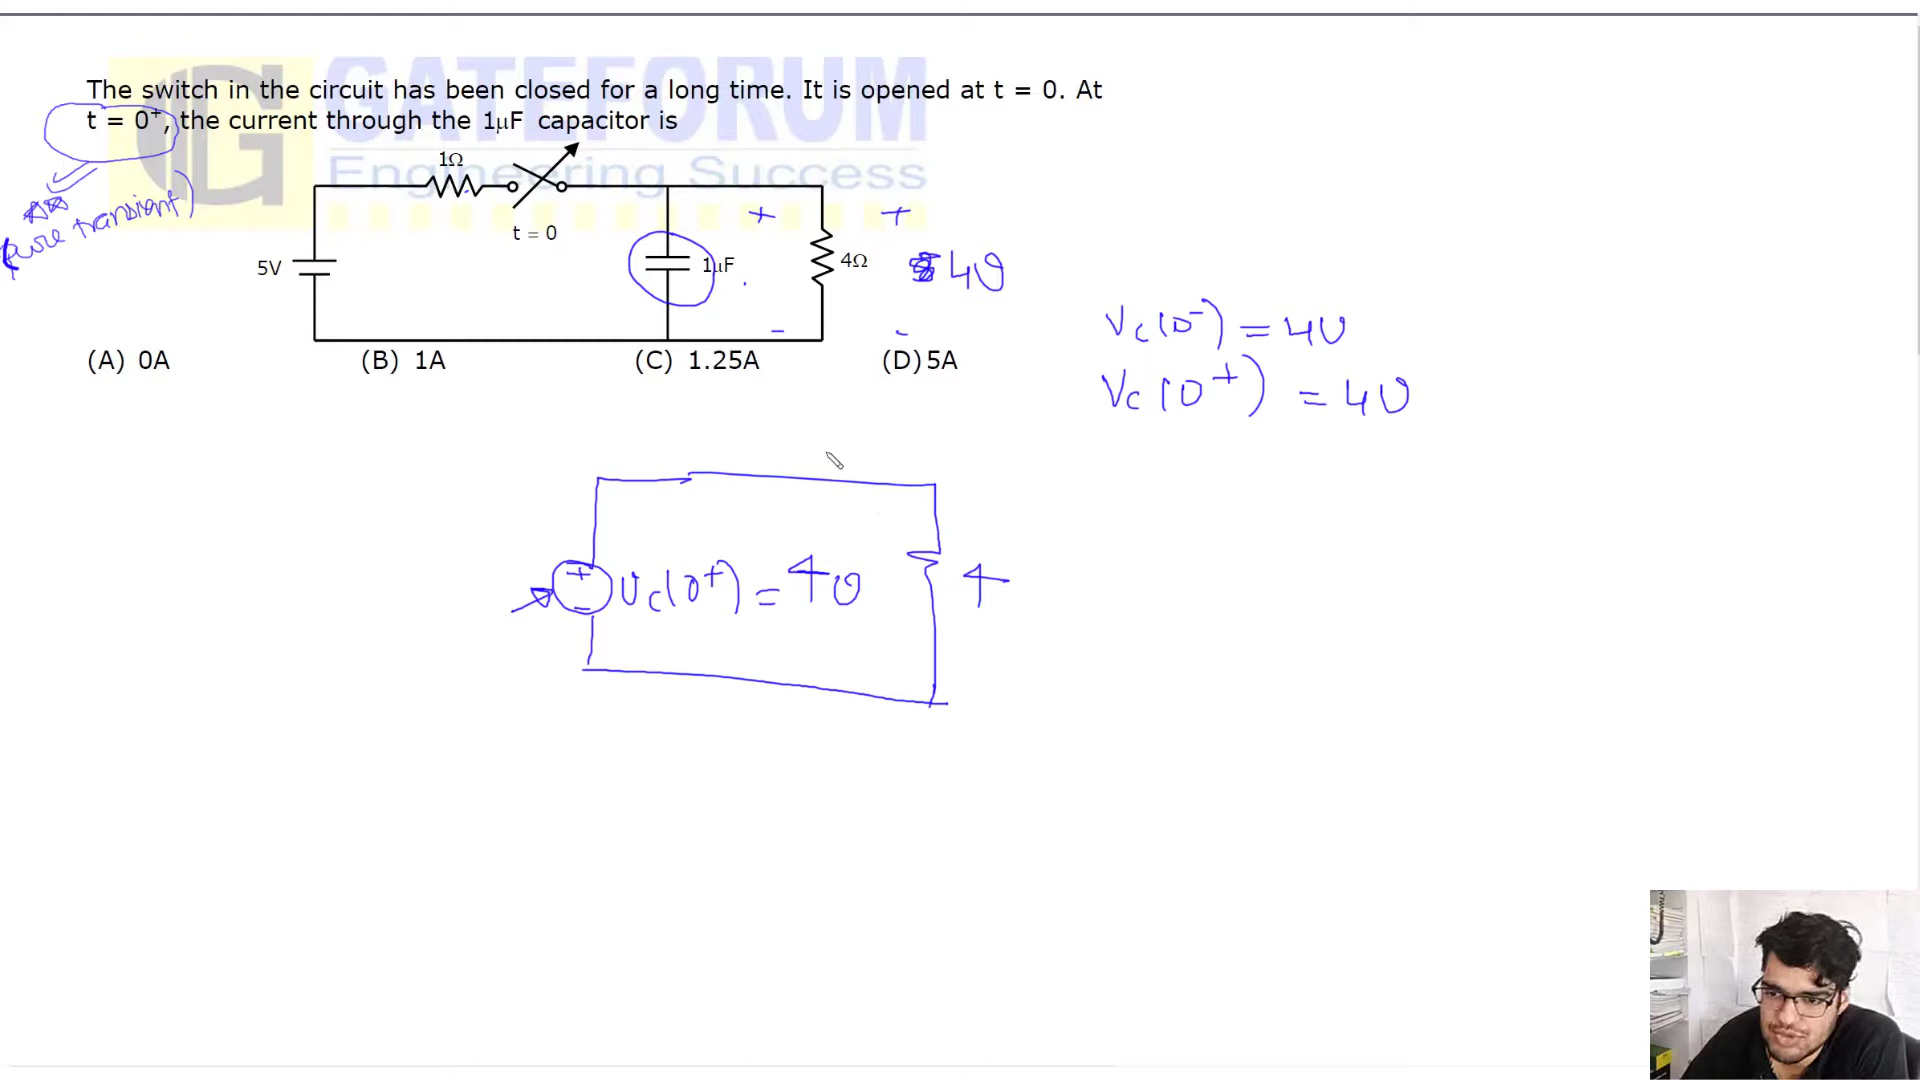 GATEFORUM
Engineering Success
The switch in the circuit has been closed for a long time. It is opened at t = 0. At
t = 0⁺, the current through the 1μF capacitor is
1Ω
t = 0
5V
1μF
4Ω
(A) 0A (B) 1A (C) 1.25A (D) 5A
transient)
+ +
4V
- -
Vc(0⁻) = 4V
Vc(0⁺) = 4V
+
-
Vc(0⁺) = 4V
4